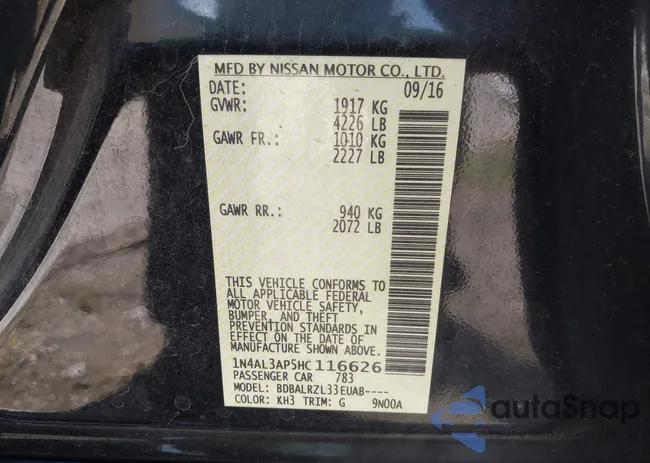 MFD BY NISSAN MOTOR CO., LTD.
DATE: 09/16
GVWR: 1917 KG
4226 LB
GAWR FR.: 1010 KG
2227 LB
GAWR RR.: 940 KG
2072 LB
THIS VEHICLE CONFORMS TO
ALL APPLICABLE FEDERAL
MOTOR VEHICLE SAFETY,
BUMPER, AND THEFT
PREVENTION STANDARDS IN
EFFECT ON THE DATE OF
MANUFACTURE SHOWN ABOVE.
1N4AL3AP5HC116626
PASSENGER CAR 783
MODEL: BDBALRZL33EUAB----
COLOR: KH3 TRIM: G 9N00A
autoSnap